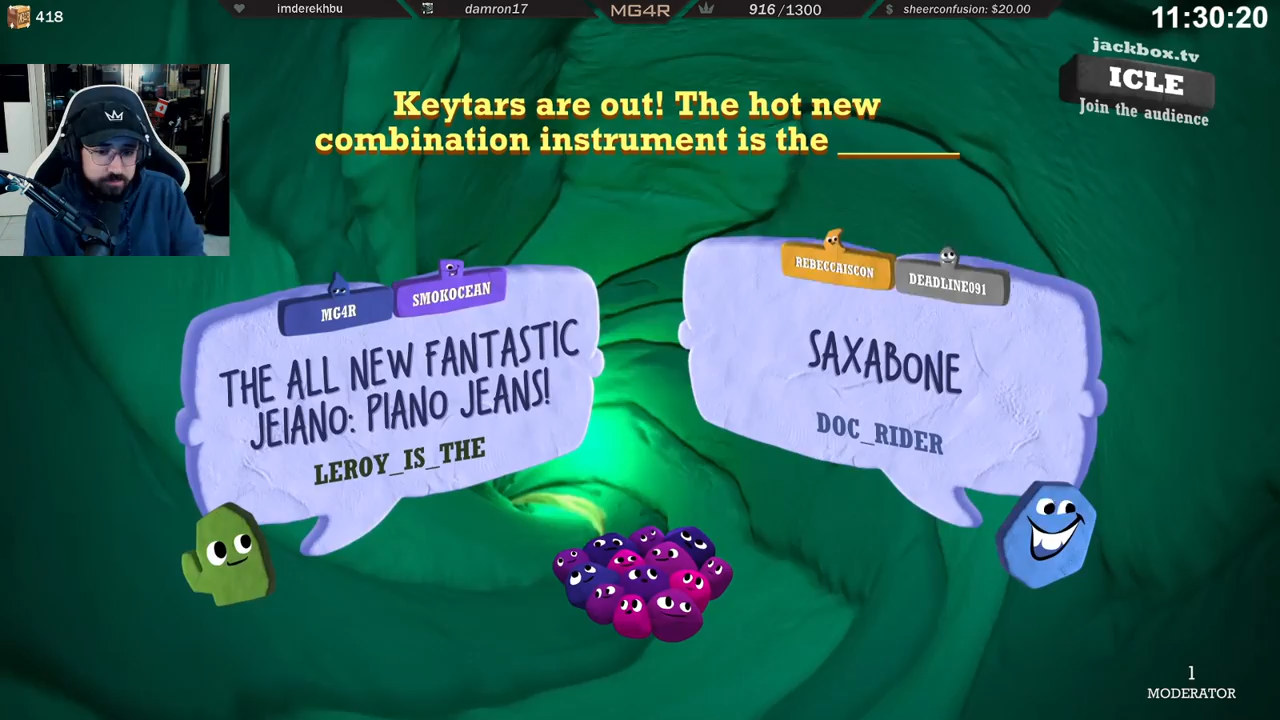 418
imderekhbu
damron17
MG4R
916 /1300
$ sheerconfusion: $20.00
11:30:20
jackbox.tv
ICLE
Join the audience
Keytars are out! The hot new
combination instrument is the ______
MG4R
SMOKOCEAN
THE ALL NEW FANTASTIC
JEIANO: PIANO JEANS!
LEROY_IS_THE
REBECCAISCON
DEADLINE091
SAXABONE
DOC_RIDER
1
MODERATOR